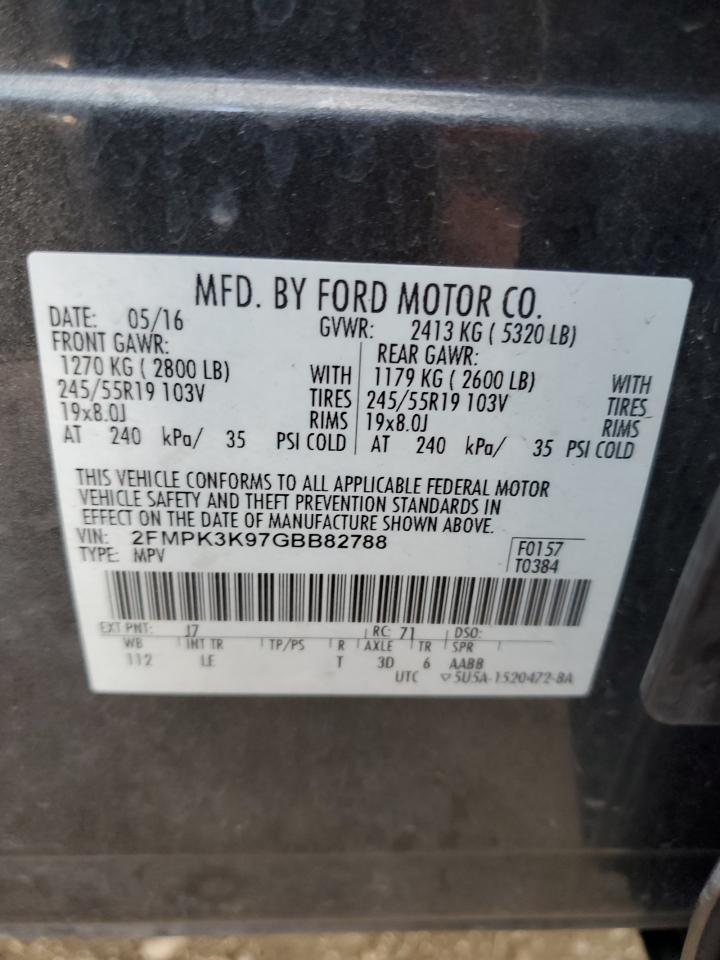 MFD. BY FORD MOTOR CO.
DATE: 05/16 GVWR: 2413 KG ( 5320 LB)
FRONT GAWR: REAR GAWR:
1270 KG ( 2800 LB) WITH 1179 KG ( 2600 LB) WITH
245/55R19 103V TIRES 245/55R19 103V TIRES
19x8.0J RIMS 19x8.0J RIMS
AT 240 kPa/ 35 PSI COLD AT 240 kPa/ 35 PSI COLD
THIS VEHICLE CONFORMS TO ALL APPLICABLE FEDERAL MOTOR
VEHICLE SAFETY AND THEFT PREVENTION STANDARDS IN
EFFECT ON THE DATE OF MANUFACTURE SHOWN ABOVE.
VIN: 2FMPK3K97GBB82788 F0157
TYPE: MPV T0384
EXT PNT: J7 RC: 71 DSO:
WB INT TR TP/PS R AXLE TR SPR
112 LE T 3D 6 AABB
UTC ▽5U5A-1520472-BA